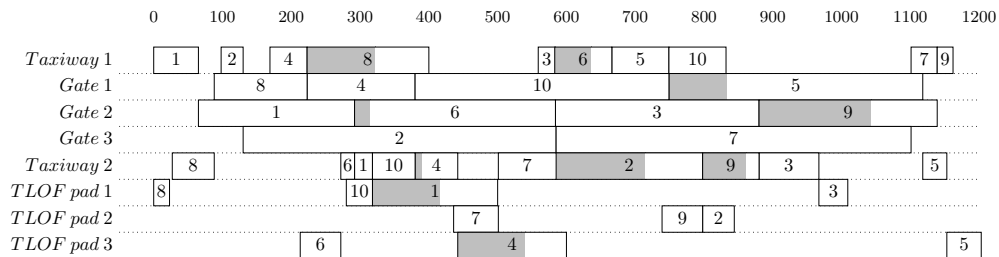 0 100 200 300 400 500 600 700 800 900 1000 1100 1200
Taxiway 1 1 2 4 8 3 6 5 10 7 9
Gate 1 8 4 10 5
Gate 2 1 6 3 9
Gate 3 2 7
Taxiway 2 8 6 1 10 4 7 2 9 3 5
TLOF pad 1 8 10 1 3
TLOF pad 2 7 9 2
TLOF pad 3 6 4 5